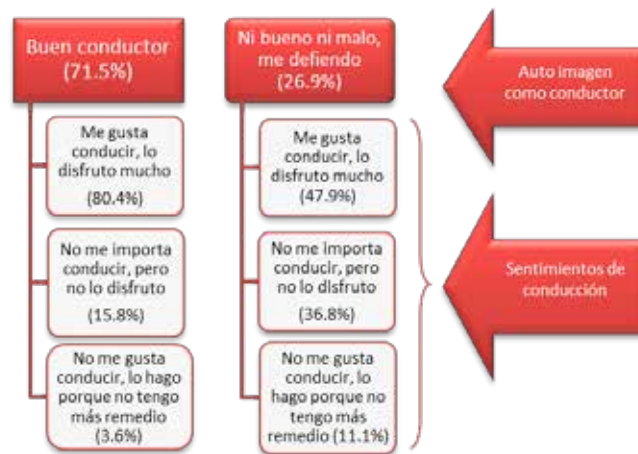 Buen conductor
(71.5%)
Me gusta
conducir, lo
disfruto mucho
(80.4%)
No me importa
conducir, pero
no lo disfruto
(15.8%)
No me gusta
conducir, lo hago
porque no tengo
más remedio
(3.6%)
Ni bueno ni malo,
me defiendo
(26.9%)
Me gusta
conducir, lo
disfruto mucho
(47.9%)
No me importa
conducir, pero no
lo disfruto
(36.8%)
No me gusta
conducir, lo
hago porque no
tengo más
remedio (11.1%)
Auto imagen
como conductor
Sentimientos de
conducción